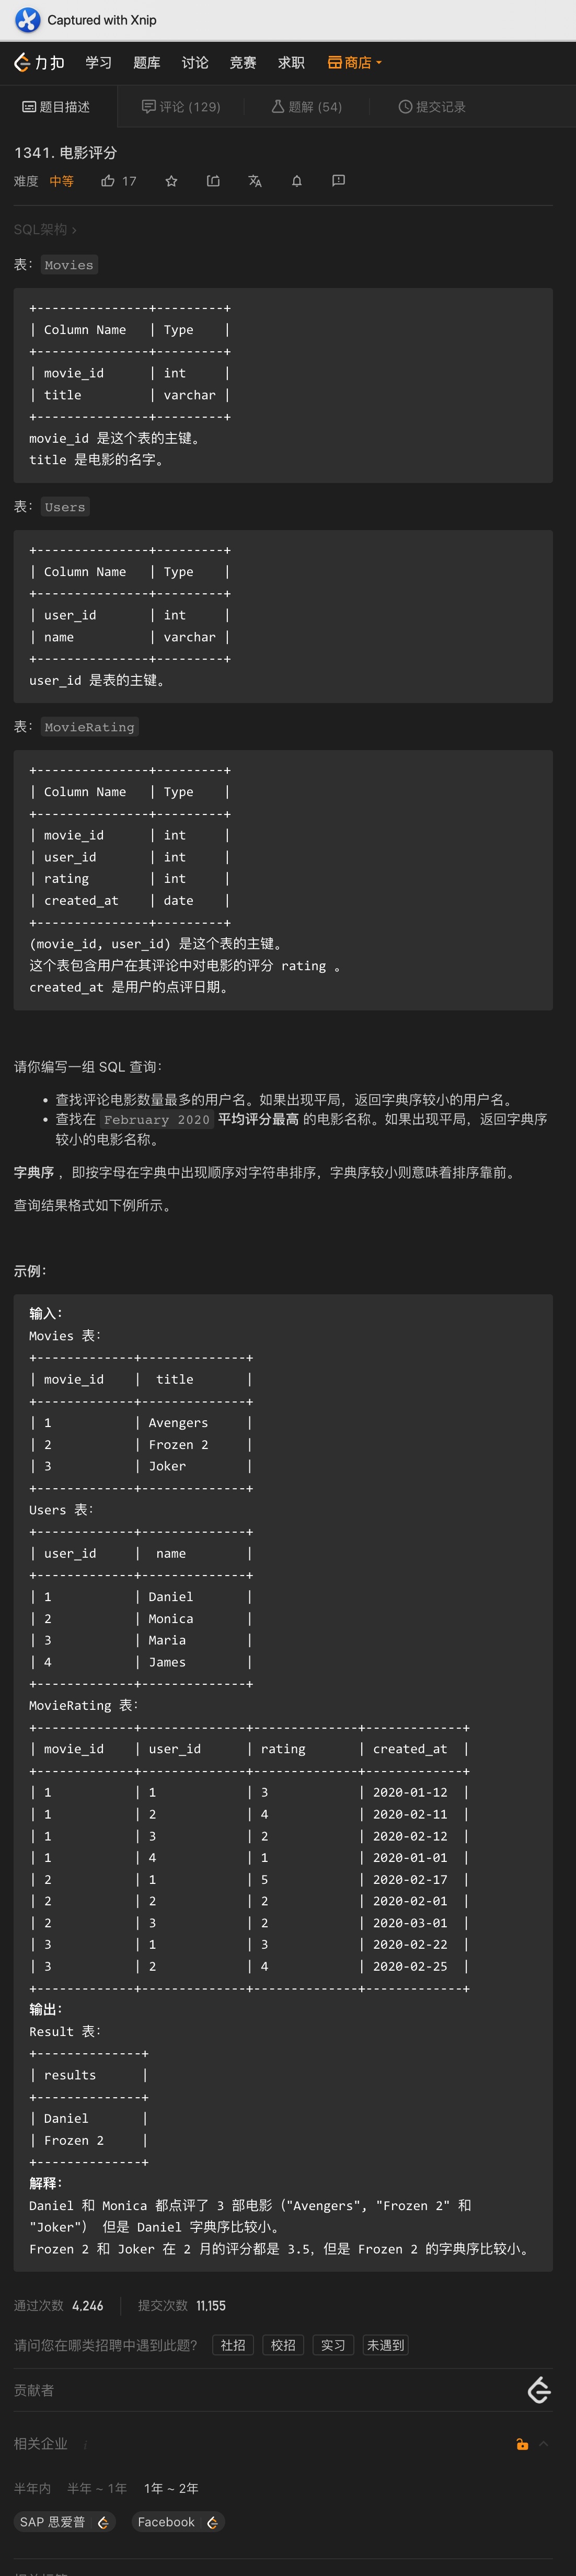 Captured with Xnip
力扣 学习 题库 讨论 竞赛 求职 商店
题目描述 评论 (129) 题解 (54) 提交记录
1341. 电影评分
难度 中等 17
SQL架构 ›
表：Movies
+---------------+---------+
| Column Name   | Type    |
+---------------+---------+
| movie_id      | int     |
| title         | varchar |
+---------------+---------+
movie_id 是这个表的主键。
title 是电影的名字。
表：Users
+---------------+---------+
| Column Name   | Type    |
+---------------+---------+
| user_id       | int     |
| name          | varchar |
+---------------+---------+
user_id 是表的主键。
表：MovieRating
+---------------+---------+
| Column Name   | Type    |
+---------------+---------+
| movie_id      | int     |
| user_id       | int     |
| rating        | int     |
| created_at    | date    |
+---------------+---------+
(movie_id, user_id) 是这个表的主键。
这个表包含用户在其评论中对电影的评分 rating 。
created_at 是用户的点评日期。
请你编写一组 SQL 查询：
• 查找评论电影数量最多的用户名。如果出现平局，返回字典序较小的用户名。
• 查找在 February 2020 平均评分最高 的电影名称。如果出现平局，返回字典序
较小的电影名称。
字典序 ，即按字母在字典中出现顺序对字符串排序，字典序较小则意味着排序靠前。
查询结果格式如下例所示。
示例：
输入：
Movies 表：
+-------------+--------------+
| movie_id    |  title       |
+-------------+--------------+
| 1           | Avengers     |
| 2           | Frozen 2     |
| 3           | Joker        |
+-------------+--------------+
Users 表：
+-------------+--------------+
| user_id     |  name        |
+-------------+--------------+
| 1           | Daniel       |
| 2           | Monica       |
| 3           | Maria        |
| 4           | James        |
+-------------+--------------+
MovieRating 表：
+-------------+--------------+--------------+-------------+
| movie_id    | user_id      | rating       | created_at  |
+-------------+--------------+--------------+-------------+
| 1           | 1            | 3            | 2020-01-12  |
| 1           | 2            | 4            | 2020-02-11  |
| 1           | 3            | 2            | 2020-02-12  |
| 1           | 4            | 1            | 2020-01-01  |
| 2           | 1            | 5            | 2020-02-17  |
| 2           | 2            | 2            | 2020-02-01  |
| 2           | 3            | 2            | 2020-03-01  |
| 3           | 1            | 3            | 2020-02-22  |
| 3           | 2            | 4            | 2020-02-25  |
+-------------+--------------+--------------+-------------+
输出：
Result 表：
+--------------+
| results      |
+--------------+
| Daniel       |
| Frozen 2     |
+--------------+
解释：
Daniel 和 Monica 都点评了 3 部电影（"Avengers", "Frozen 2" 和
"Joker"） 但是 Daniel 字典序比较小。
Frozen 2 和 Joker 在 2 月的评分都是 3.5，但是 Frozen 2 的字典序比较小。
通过次数 4,246 提交次数 11,155
请问您在哪类招聘中遇到此题？ 社招 校招 实习 未遇到
贡献者
相关企业 i
半年内 半年 ~ 1年 1年 ~ 2年
SAP 思爱普 Facebook